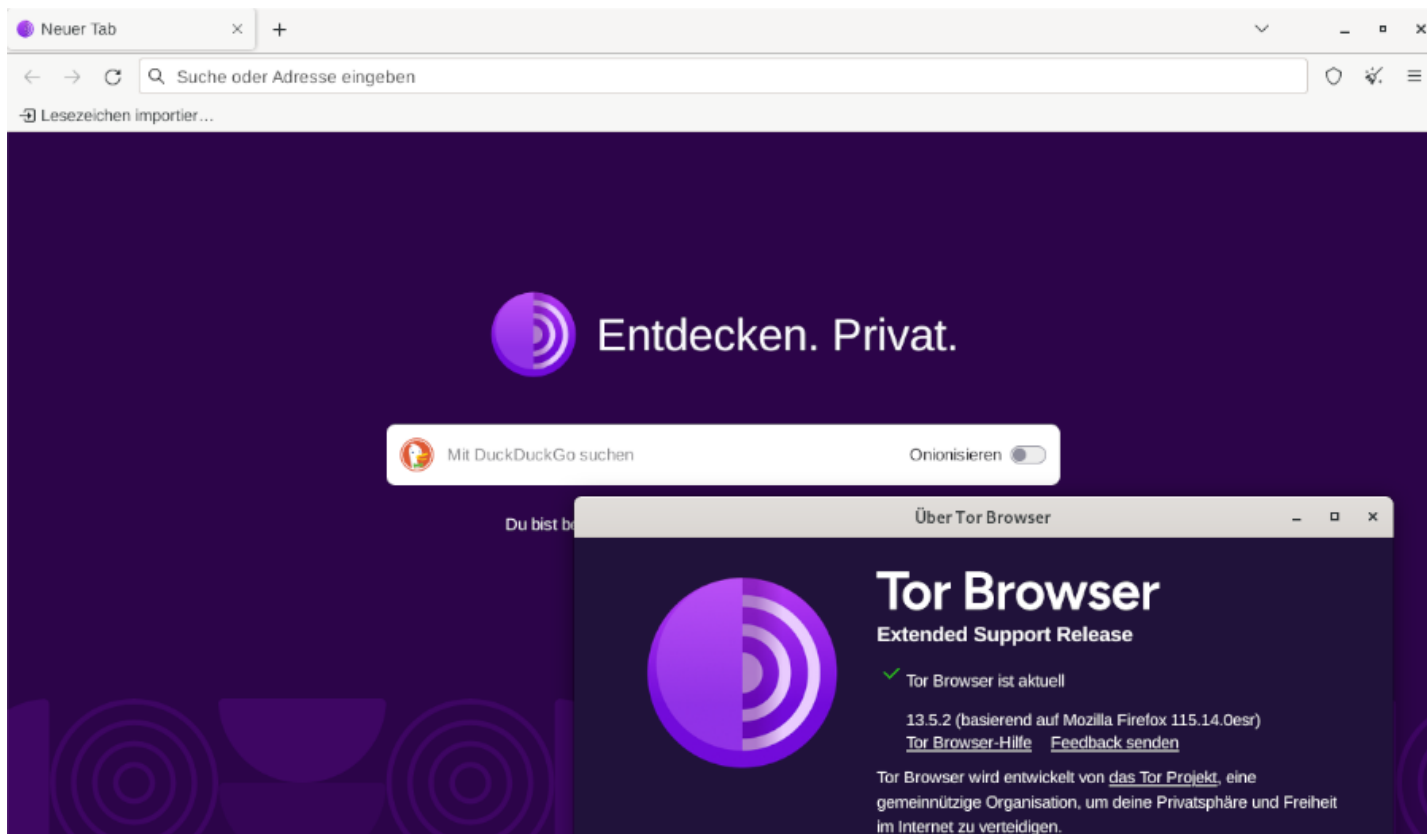 Neuer Tab
Suche oder Adresse eingeben
Lesezeichen importier…
Entdecken. Privat.
Mit DuckDuckGo suchen
Onionisieren
Du bist
Über Tor Browser
Tor Browser
Extended Support Release
Tor Browser ist aktuell
13.5.2 (basierend auf Mozilla Firefox 115.14.0esr)
Tor Browser-Hilfe Feedback senden
Tor Browser wird entwickelt von das Tor Projekt, eine
gemeinnützige Organisation, um deine Privatsphäre und Freiheit
im Internet zu verteidigen.